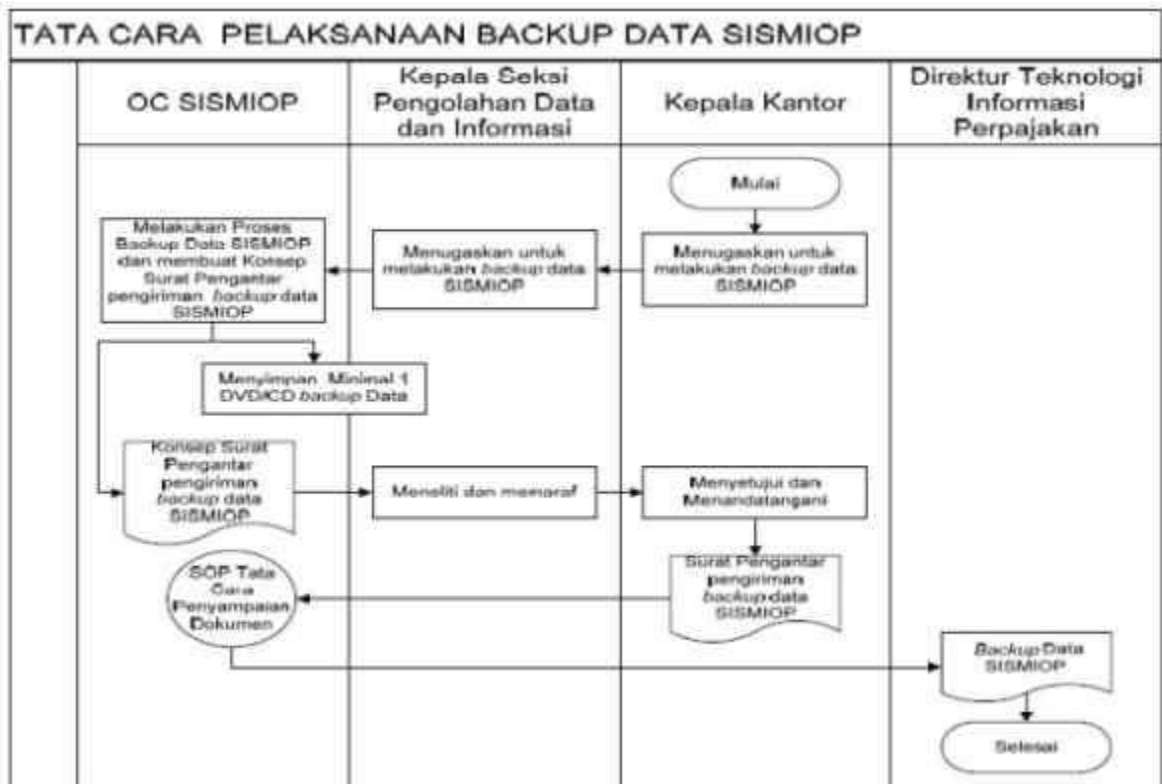 TATA CARA PELAKSANAAN BACKUP DATA SISMIOP
OC SISMIOP
Kepala Seksi
Pengolahan Data
dan Informasi
Kepala Kantor
Direktur Teknologi
Informasi
Perpajakan
Mulai
Melakukan Proses
Backup Data SISMIOP
dan membuat Konsep
Surat Pengantar
pengiriman backup data
SISMIOP
Menugaskan untuk
melakukan backup data
SISMIOP
Menugaskan untuk
melakukan backup data
SISMIOP
Menyimpan Minimal 1
DVD/CD backup Data
Konsep Surat
Pengantar
pengiriman
backup data
SISMIOP
Meneliti dan memaraf
Menyetujui dan
Menandatangani
Surat Pengantar
pengiriman
backup data
SISMIOP
SOP Tata
Cara
Penyampaian
Dokumen
Backup Data
SISMIOP
Selesai